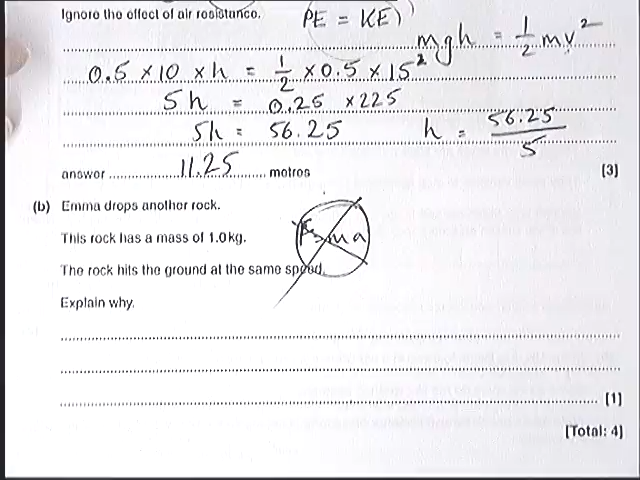 Ignore the effect of air resistance. PE = KE)
mgh = 1/2 mv²
0.5 × 10 × h = 1/2 × 0.5 × 15²
5h = 0.25 × 225
5h = 56.25 h = 56.25/5
answer 11.25 metres [3]
(b) Emma drops another rock.
This rock has a mass of 1.0 kg. F = ma
The rock hits the ground at the same speed.
Explain why.
[1]
[Total: 4]